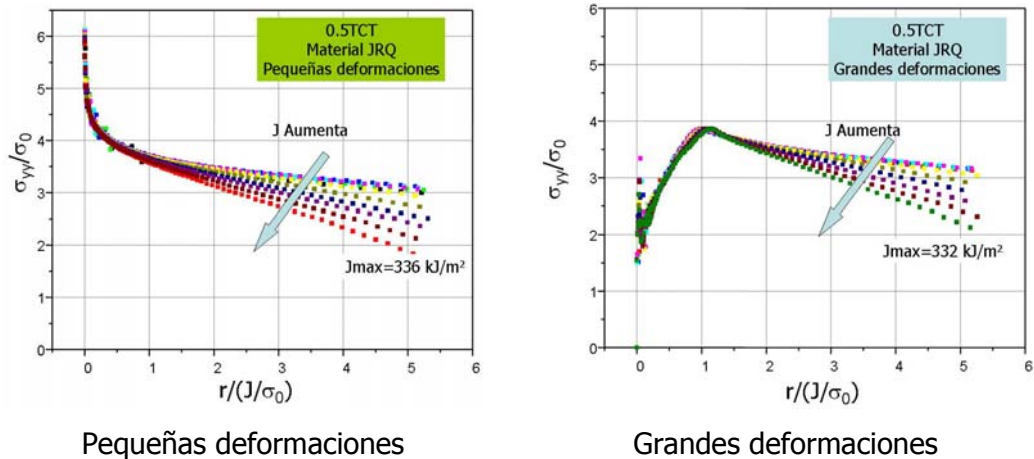 0.5TCT
Material JRQ
Pequeñas deformaciones
J Aumenta
Jmax=336 kJ/m²
σyy/σ0
6
5
4
3
2
1
0
0 1 2 3 4 5 6
r/(J/σ0)
Pequeñas deformaciones
0.5TCT
Material JRQ
Grandes deformaciones
J Aumenta
Jmax=332 kJ/m²
σyy/σ0
6
5
4
3
2
1
0
0 1 2 3 4 5 6
r/(J/σ0)
Grandes deformaciones